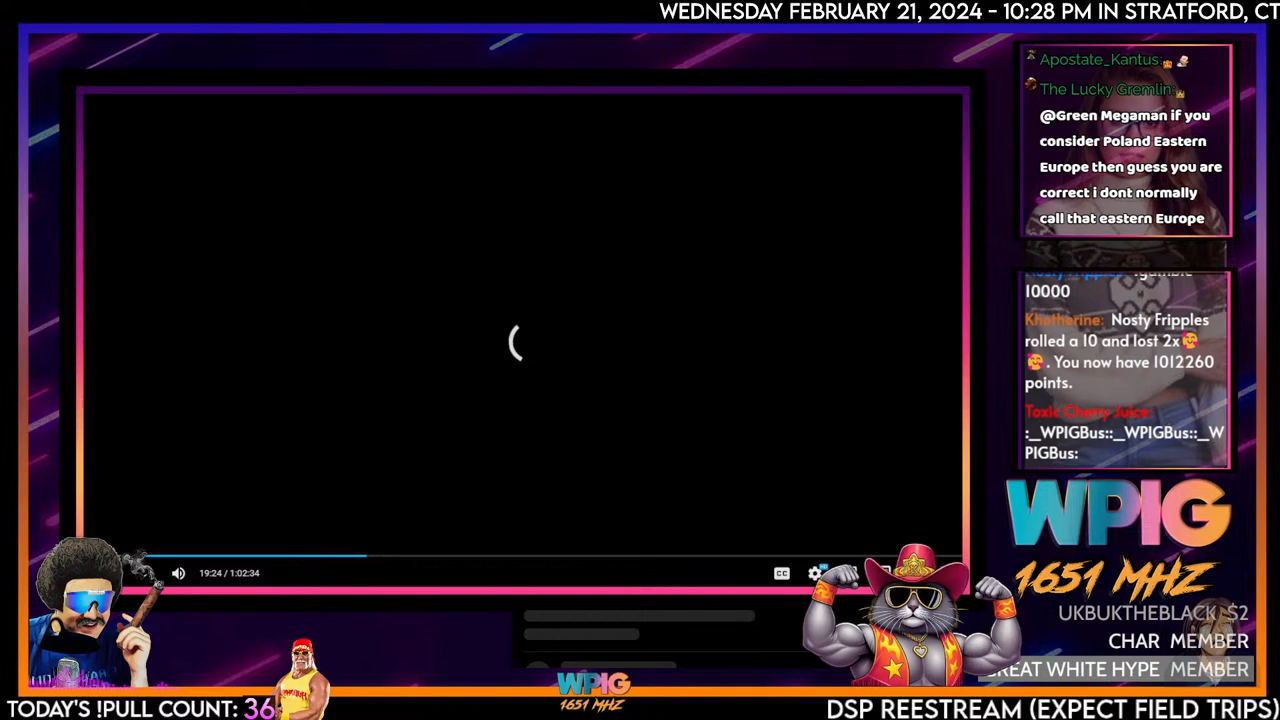 WEDNESDAY FEBRUARY 21, 2024 - 10:28 PM IN STRATFORD, CT
Apostate_Kantus:
The Lucky Gremlin:
@Green Megaman if you
consider Poland Eastern
Europe then guess you are
correct i dont normally
call that eastern Europe
10000
Khatherine: Nosty Fripples
rolled a 10 and lost 2x
. You now have 1012260
points.
Toxic Cherry Juice:
:_WPIGBus::_WPIGBus::_W
PIGBus:
WPIG
1651 MHZ
UKBUKTHEBLACK $2
CHAR MEMBER
GREAT WHITE HYPE MEMBER
19:24 / 1:02:34
CC
WPIG
1651 MHZ
TODAY'S !PULL COUNT: 36
DSP REESTREAM (EXPECT FIELD TRIPS)